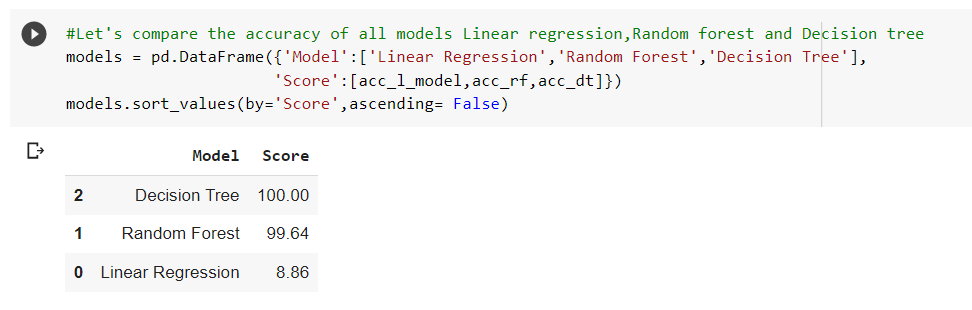 #Let's compare the accuracy of all models Linear regression,Random forest and Decision tree
models = pd.DataFrame({'Model':['Linear Regression','Random Forest','Decision Tree'],
'Score':[acc_l_model,acc_rf,acc_dt]})
models.sort_values(by='Score',ascending= False)
Model Score
2 Decision Tree 100.00
1 Random Forest 99.64
0 Linear Regression 8.86